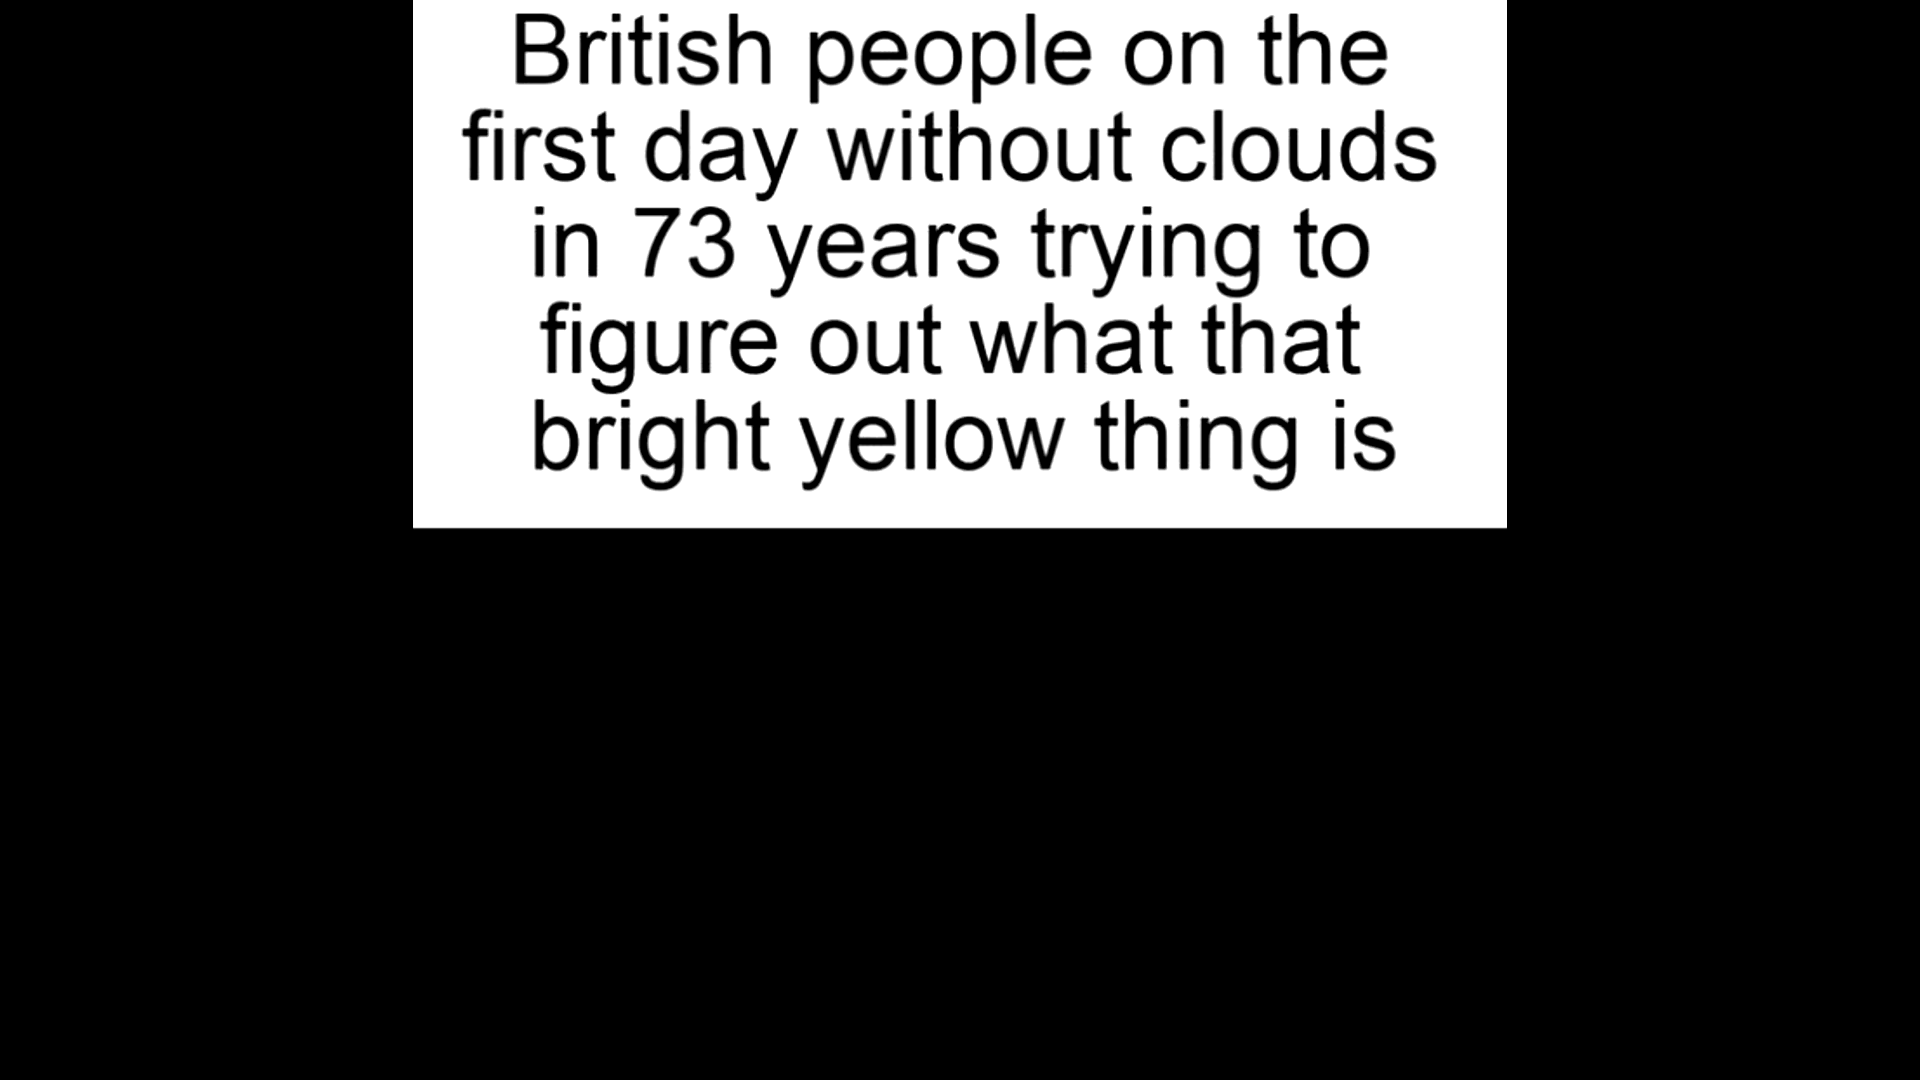 British people on the
first day without clouds
in 73 years trying to
figure out what that
bright yellow thing is